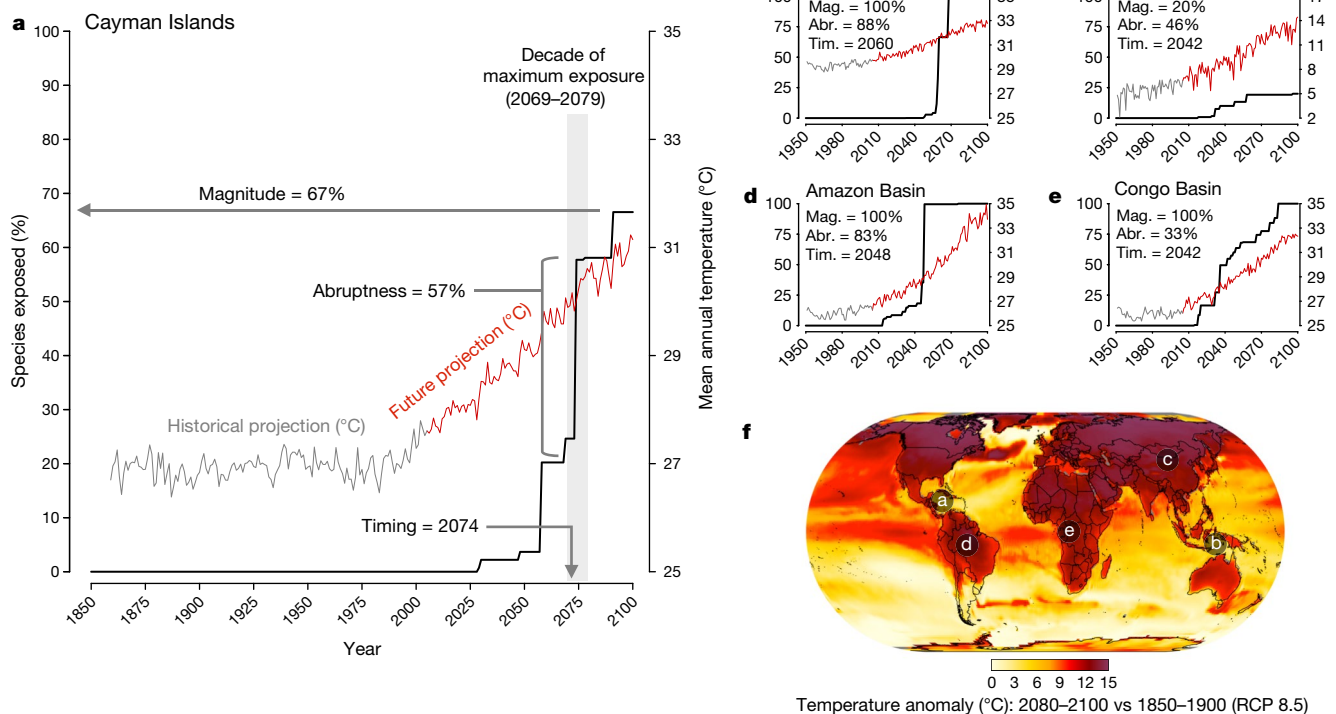 a Cayman Islands
Species exposed (%)
100
90
80
70
60
50
40
30
20
10
0
35
33
31
29
27
25
Mean annual temperature (°C)
Decade of
maximum exposure
(2069–2079)
Magnitude = 67%
Abruptness = 57%
Future projection (°C)
Historical projection (°C)
Timing = 2074
1850
1875
1900
1925
1950
1975
2000
2025
2050
2075
2100
Year
Mag. = 100%
Abr. = 88%
Tim. = 2060
75
50
25
0
33
31
29
27
25
1950
1980
2010
2040
2070
2100
Mag. = 20%
Abr. = 46%
Tim. = 2042
75
50
25
0
14
11
8
5
2
1950
1980
2010
2040
2070
2100
d Amazon Basin
Mag. = 100%
Abr. = 83%
Tim. = 2048
100
75
50
25
0
35
33
31
29
27
25
1950
1980
2010
2040
2070
2100
e Congo Basin
Mag. = 100%
Abr. = 33%
Tim. = 2042
100
75
50
25
0
35
33
31
29
27
25
1950
1980
2010
2040
2070
2100
f
a
c
d
e
b
0 3 6 9 12 15
Temperature anomaly (°C): 2080–2100 vs 1850–1900 (RCP 8.5)